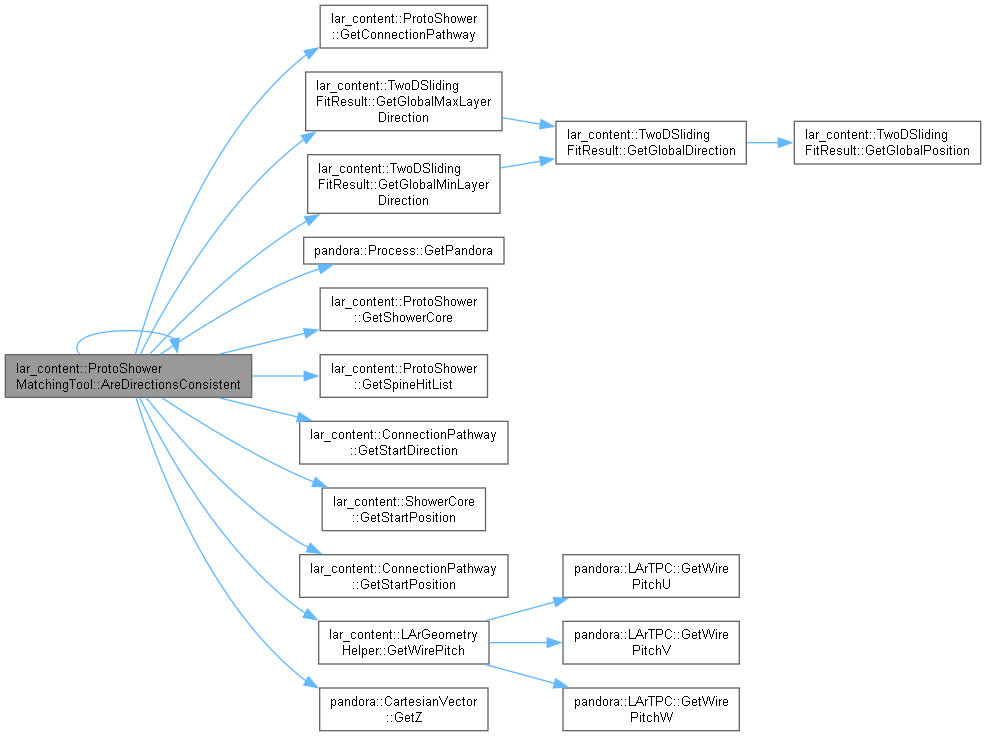 lar_content::ProtoShower
::GetConnectionPathway
lar_content::TwoDSliding
FitResult::GetGlobalMaxLayer
Direction
lar_content::TwoDSliding
FitResult::GetGlobalDirection
lar_content::TwoDSliding
FitResult::GetGlobalPosition
lar_content::TwoDSliding
FitResult::GetGlobalMinLayer
Direction
pandora::Process::GetPandora
lar_content::ProtoShower
::GetShowerCore
lar_content::ProtoShower
MatchingTool::AreDirectionsConsistent
lar_content::ProtoShower
::GetSpineHitList
lar_content::ConnectionPathway
::GetStartDirection
lar_content::ShowerCore
::GetStartPosition
lar_content::ConnectionPathway
::GetStartPosition
pandora::LArTPC::GetWire
PitchU
lar_content::LArGeometry
Helper::GetWirePitch
pandora::LArTPC::GetWire
PitchV
pandora::CartesianVector
::GetZ
pandora::LArTPC::GetWire
PitchW